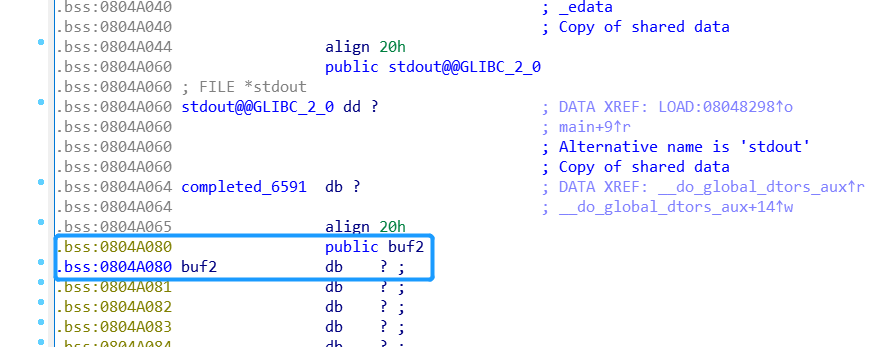 .bss:0804A040 ; _edata
.bss:0804A040 ; Copy of shared data
.bss:0804A044 align 20h
.bss:0804A060 public stdout@@GLIBC_2_0
.bss:0804A060 ; FILE *stdout
.bss:0804A060 stdout@@GLIBC_2_0 dd ? ; DATA XREF: LOAD:08048298↑o
.bss:0804A060 ; main+9↑r
.bss:0804A060 ; Alternative name is 'stdout'
.bss:0804A060 ; Copy of shared data
.bss:0804A064 completed_6591 db ? ; DATA XREF: __do_global_dtors_aux↑r
.bss:0804A064 ; __do_global_dtors_aux+14↑w
.bss:0804A065 align 20h
.bss:0804A080 public buf2
.bss:0804A080 buf2 db ? ;
.bss:0804A081 db ? ;
.bss:0804A082 db ? ;
.bss:0804A083 db ? ;
.bss:0804A084 db ? ;